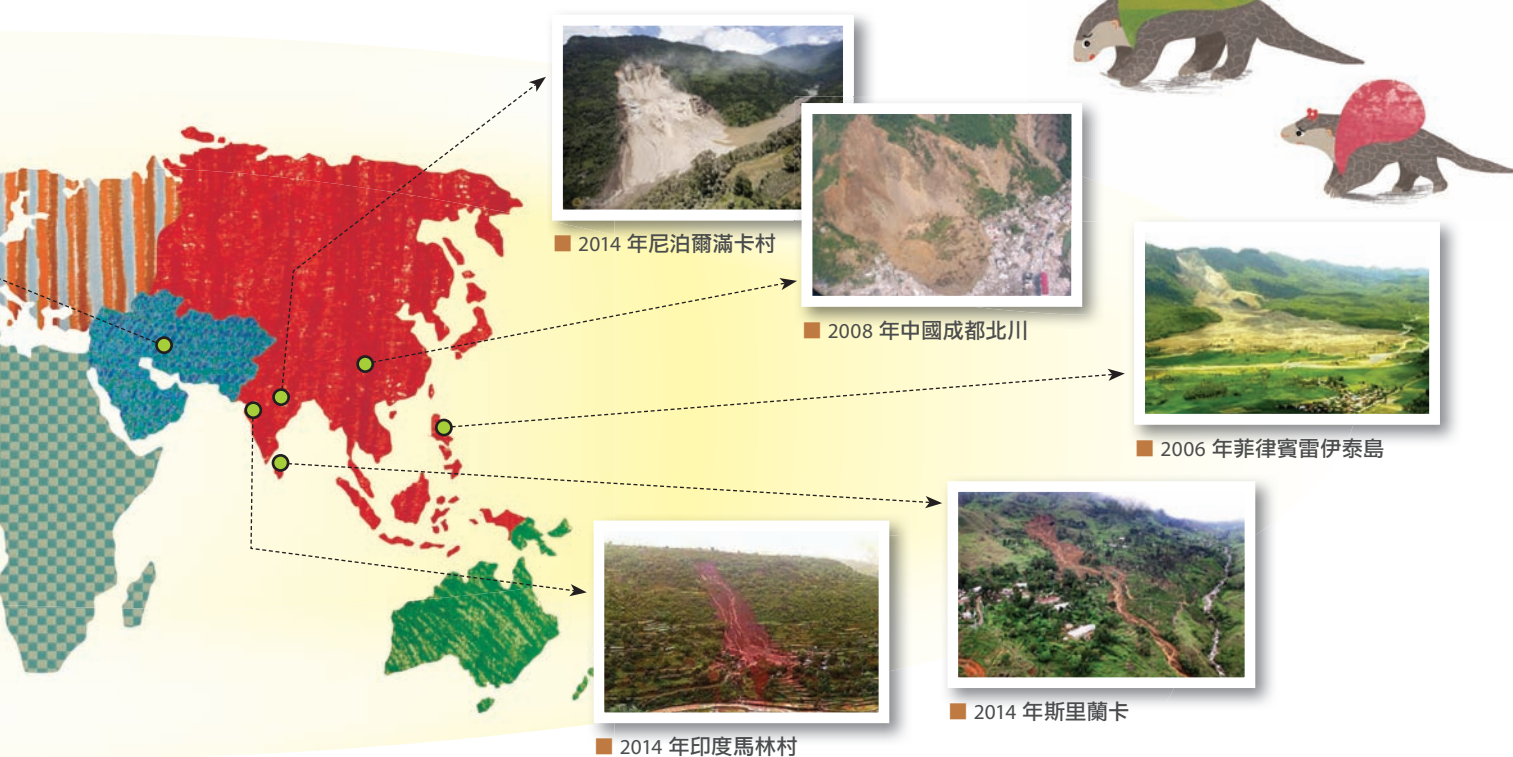 ■ 2014 年尼泊爾滿卡村
■ 2008 年中國成都北川
■ 2006 年菲律賓雷伊泰島
■ 2014 年斯里蘭卡
■ 2014 年印度馬林村